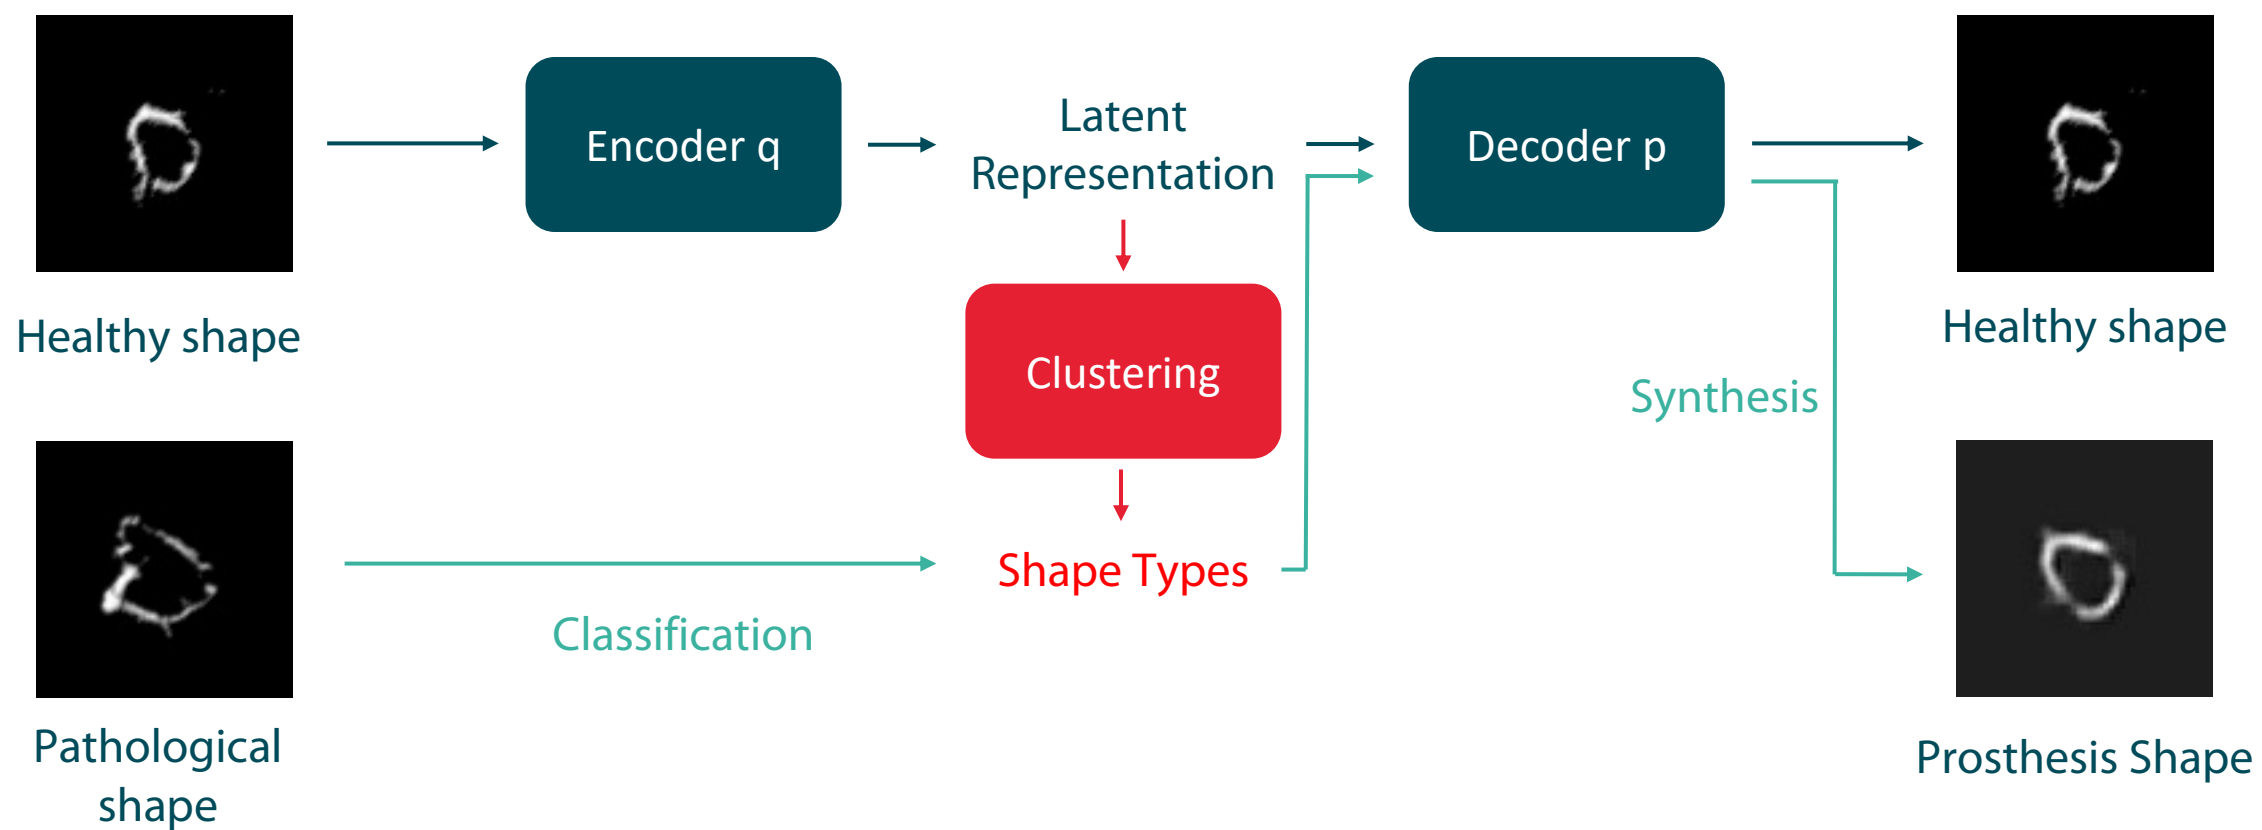 Encoder q
Latent
Representation
Decoder p
Healthy shape
Healthy shape
Clustering
Synthesis
Shape Types
Classification
Pathological
shape
Prosthesis Shape